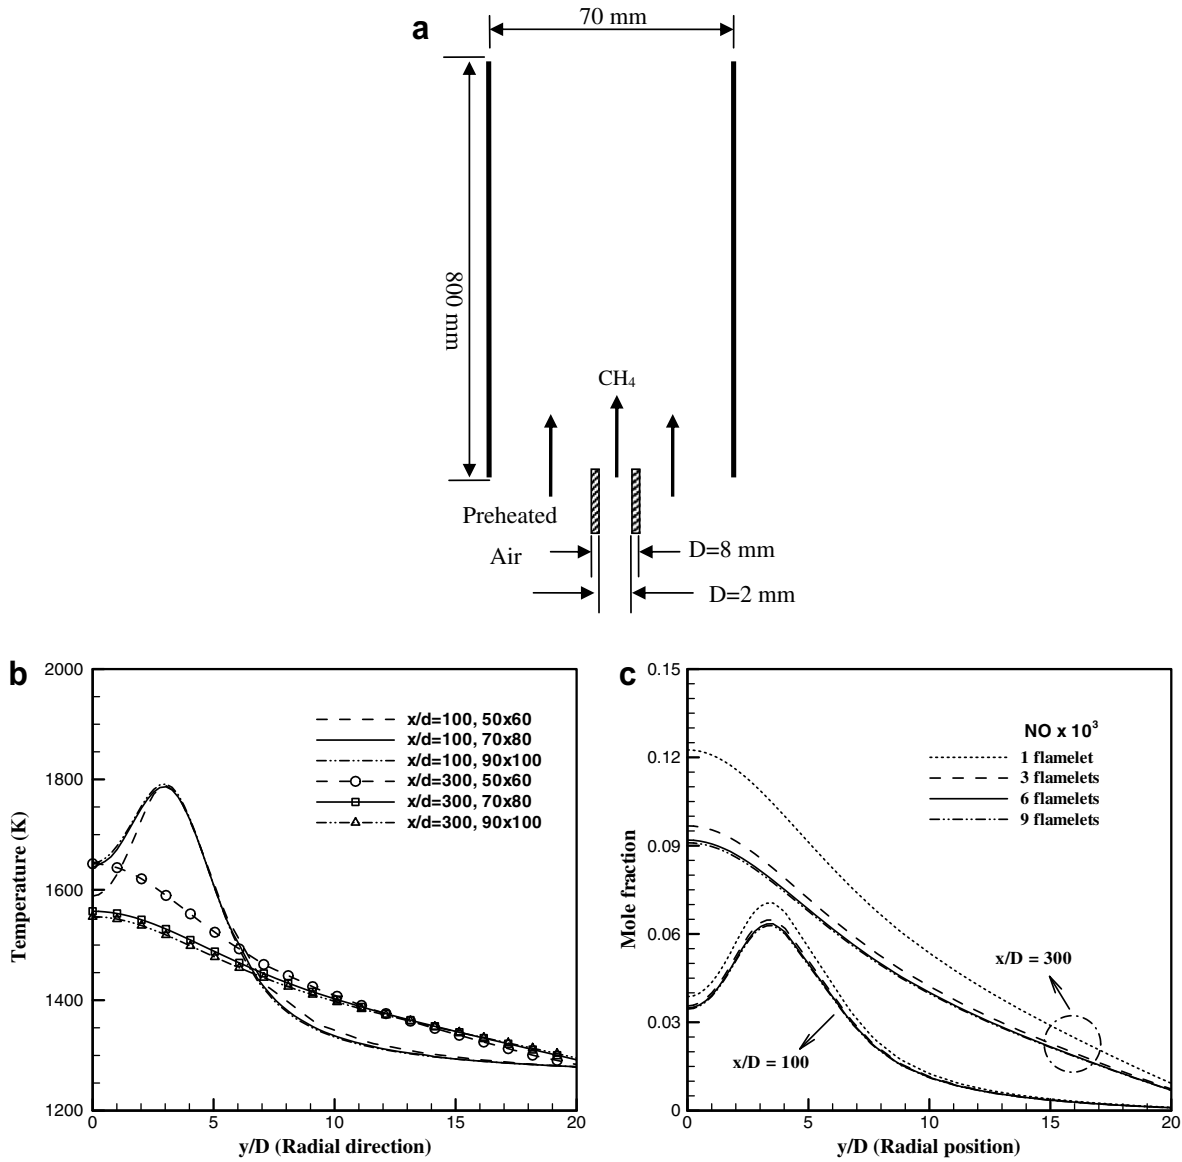 a
70 mm
800 mm
CH₄
Preheated
Air
D=8 mm
D=2 mm
b
2000
1800
1600
1400
1200
0
5
10
15
20
Temperature (K)
y/D (Radial direction)
x/d=100, 50x60
x/d=100, 70x80
x/d=100, 90x100
x/d=300, 50x60
x/d=300, 70x80
x/d=300, 90x100
c
0.15
0.12
0.09
0.06
0.03
0
0
5
10
15
20
Mole fraction
y/D (Radial position)
NO x 10³
1 flamelet
3 flamelets
6 flamelets
9 flamelets
x/D = 300
x/D = 100